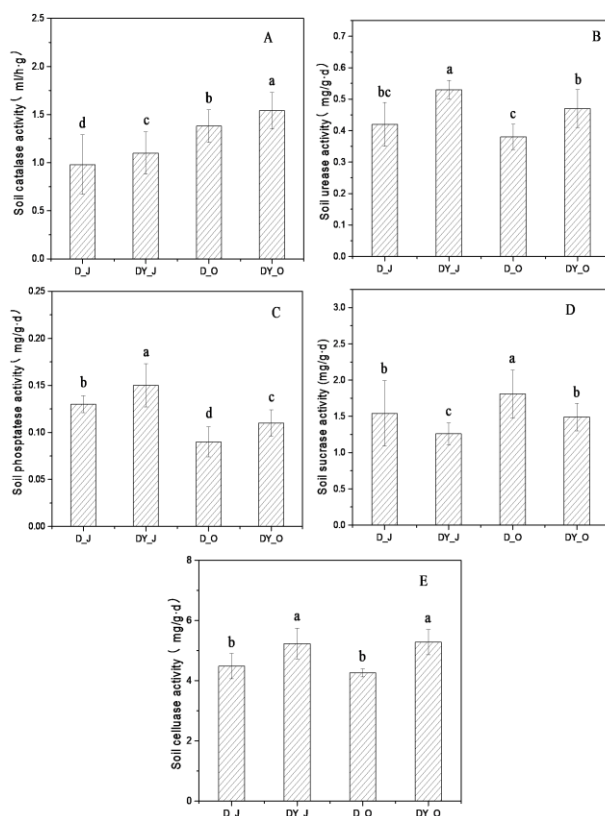 A
Soil catalase activity ( ml/h·g)
2.5
2.0
1.5
1.0
0.5
0.0
d
c
b
a
D_J
DY_J
D_O
DY_O
B
Soil urease activity ( mg/g·d)
0.7
0.6
0.5
0.4
0.3
0.2
0.1
0.0
bc
a
c
b
D_J
DY_J
D_O
DY_O
C
Soil phosptatese activity ( mg/g·d)
0.25
0.20
0.15
0.10
0.05
0.00
b
a
d
c
D_J
DY_J
D_O
DY_O
D
Soil sucrase activity (mg/g·d)
3.0
2.5
2.0
1.5
1.0
0.5
0.0
b
c
a
b
D_J
DY_J
D_O
DY_O
E
Soil celluase activity ( mg/g·d)
8
6
4
2
0
b
a
b
a
D_J
DY_J
D_O
DY_O